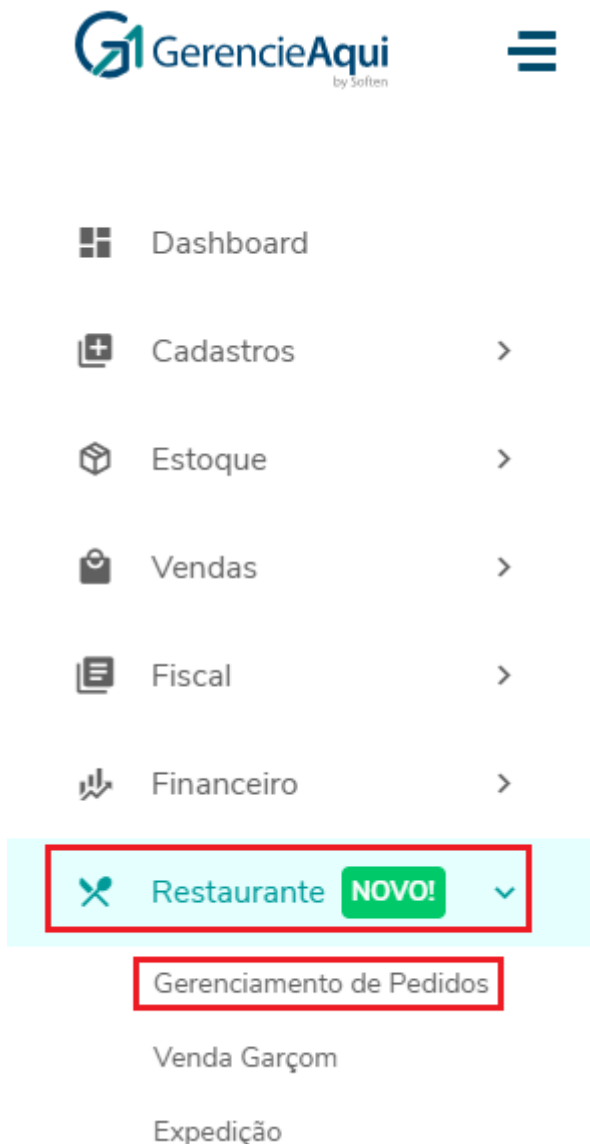 GerencieAqui
by Soften
Dashboard
Cadastros
Estoque
Vendas
Fiscal
Financeiro
Restaurante NOVO!
Gerenciamento de Pedidos
Venda Garçom
Expedição